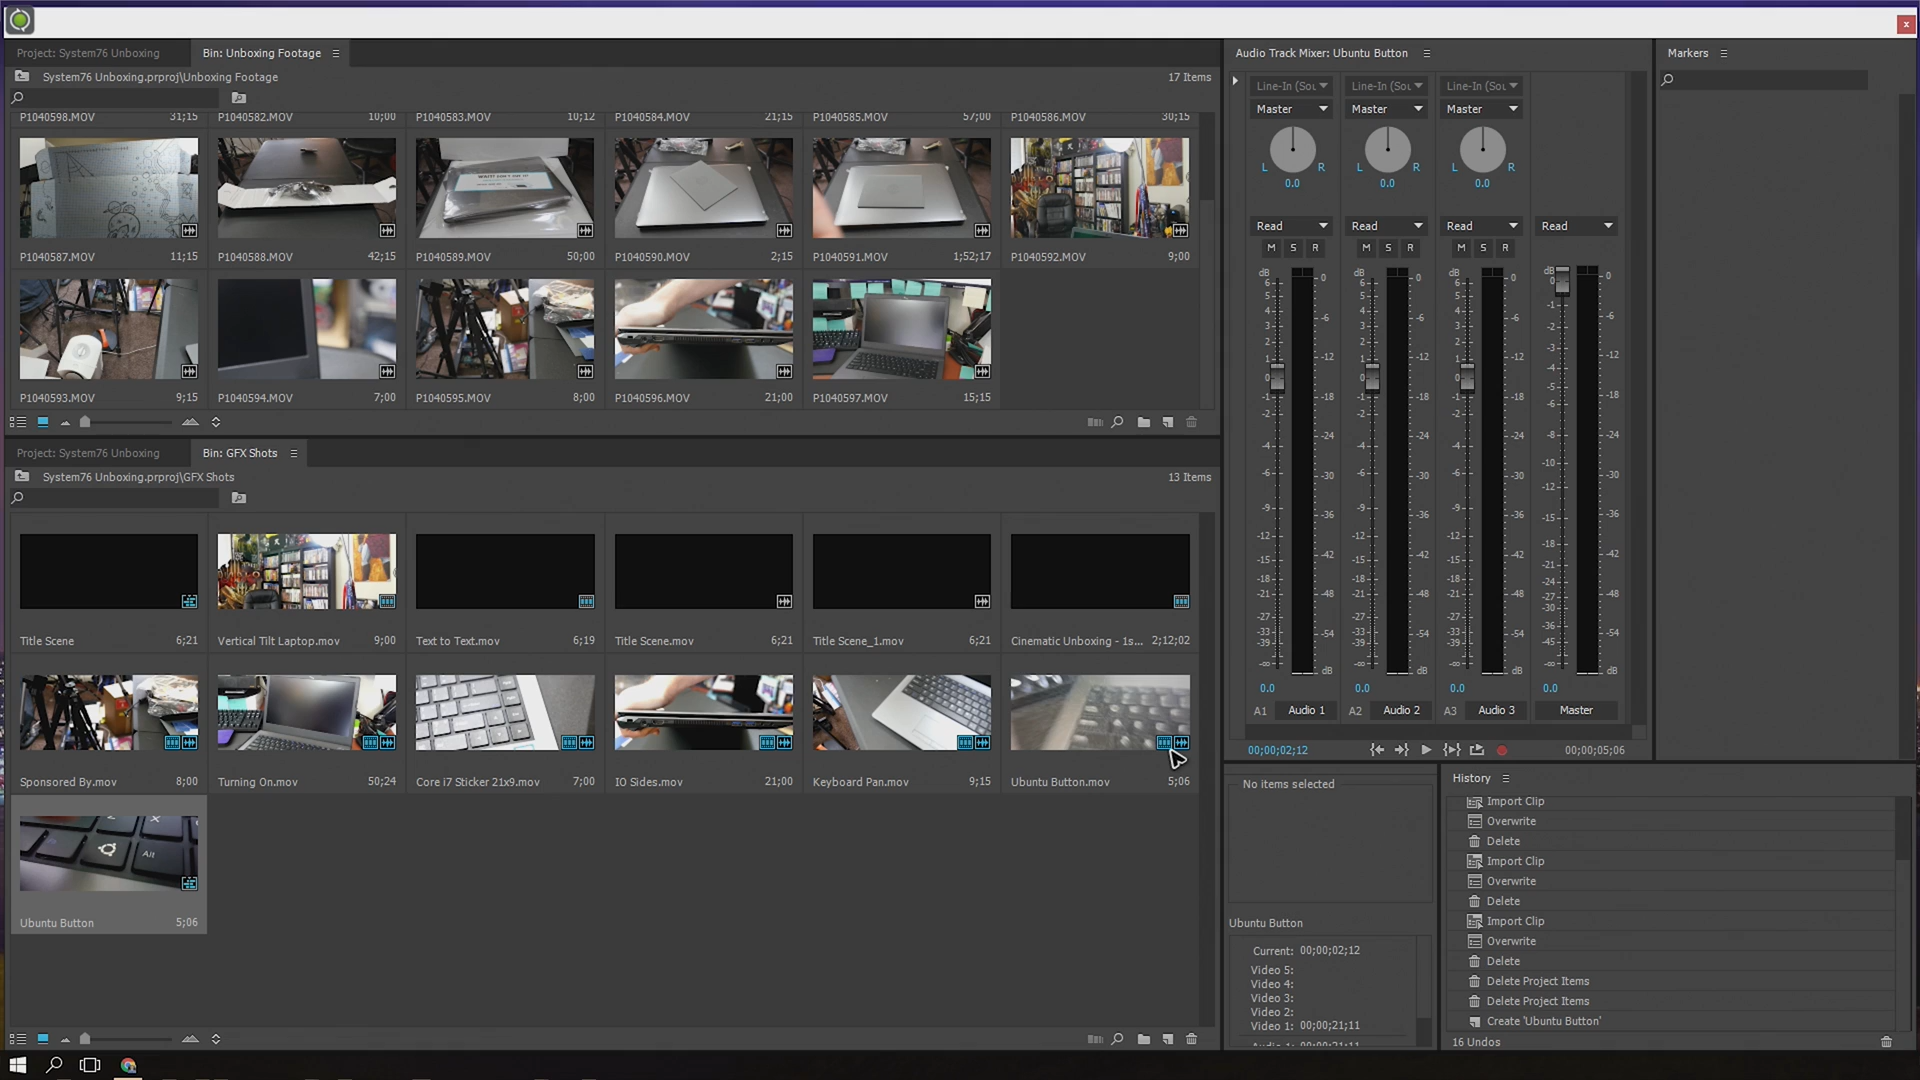 Project: System76 Unboxing
Bin: Unboxing Footage
System76 Unboxing.prproj\Unboxing Footage
17 Items
P1040598.MOV 31;15
P1040582.MOV 10;00
P1040583.MOV 10;12
P1040584.MOV 21;15
P1040585.MOV 57;00
P1040586.MOV 30;15
P1040587.MOV 11;15
P1040588.MOV 42;15
P1040589.MOV 50;00
P1040590.MOV 2;15
P1040591.MOV 1;52;17
P1040592.MOV 9;00
P1040593.MOV 9;15
P1040594.MOV 7;00
P1040595.MOV 8;00
P1040596.MOV 21;00
P1040597.MOV 15;15
Project: System76 Unboxing
Bin: GFX Shots
System76 Unboxing.prproj\GFX Shots
13 Items
Title Scene 6;21
Vertical Tilt Laptop.mov 9;00
Text to Text.mov 6;19
Title Scene.mov 6;21
Title Scene_1.mov 6;21
Cinematic Unboxing - 1s... 2;12;02
Sponsored By.mov 8;00
Turning On.mov 50;24
Core i7 Sticker 21x9.mov 7;00
IO Sides.mov 21;00
Keyboard Pan.mov 9;15
Ubuntu Button.mov 5;06
Alt
Ubuntu Button 5;06
Audio Track Mixer: Ubuntu Button
Line-In (Sou Line-In (Sou Line-In (Sou
Master Master Master
L R L R L R
0.0 0.0 0.0
Read Read Read Read
M S R M S R M S R
0.0 0.0 0.0 0.0
A1 Audio 1 A2 Audio 2 A3 Audio 3 Master
00;00;02;12
00;00;05;06
Markers
No items selected
Ubuntu Button
Current: 00;00;02;12
Video 5:
Video 4:
Video 3:
Video 2:
Video 1: 00;00;21;11
History
Import Clip
Overwrite
Delete
Import Clip
Overwrite
Delete
Import Clip
Overwrite
Delete
Delete Project Items
Delete Project Items
Create 'Ubuntu Button'
16 Undos